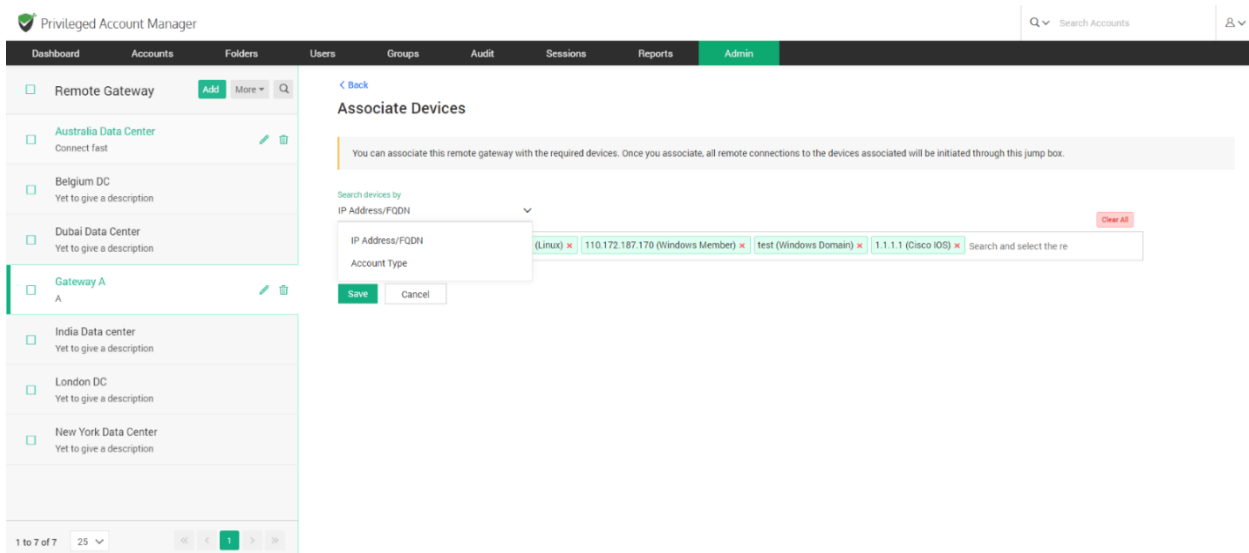 Privileged Account Manager
Search Accounts
Dashboard Accounts Folders Users Groups Audit Sessions Reports Admin
Remote Gateway Add More
Australia Data Center
Connect fast
Belgium DC
Yet to give a description
Dubai Data Center
Yet to give a description
Gateway A
A
India Data center
Yet to give a description
London DC
Yet to give a description
New York Data Center
Yet to give a description
1 to 7 of 7 25 « < 1 > »
< Back
Associate Devices
You can associate this remote gateway with the required devices. Once you associate, all remote connections to the devices associated will be initiated through this jump box.
Search devices by
IP Address/FQDN
Clear All
IP Address/FQDN
Account Type
(Linux) × 110.172.187.170 (Windows Member) × test (Windows Domain) × 1.1.1.1 (Cisco IOS) × Search and select the re
Save Cancel